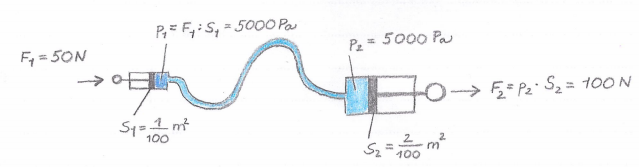 F₁ = 50N
p₁ = F₁ : S₁ = 5000 Pa
S₁ = 1/100 m²
p₂ = 5000 Pa
S₂ = 2/100 m²
F₂ = p₂ · S₂ = 100N